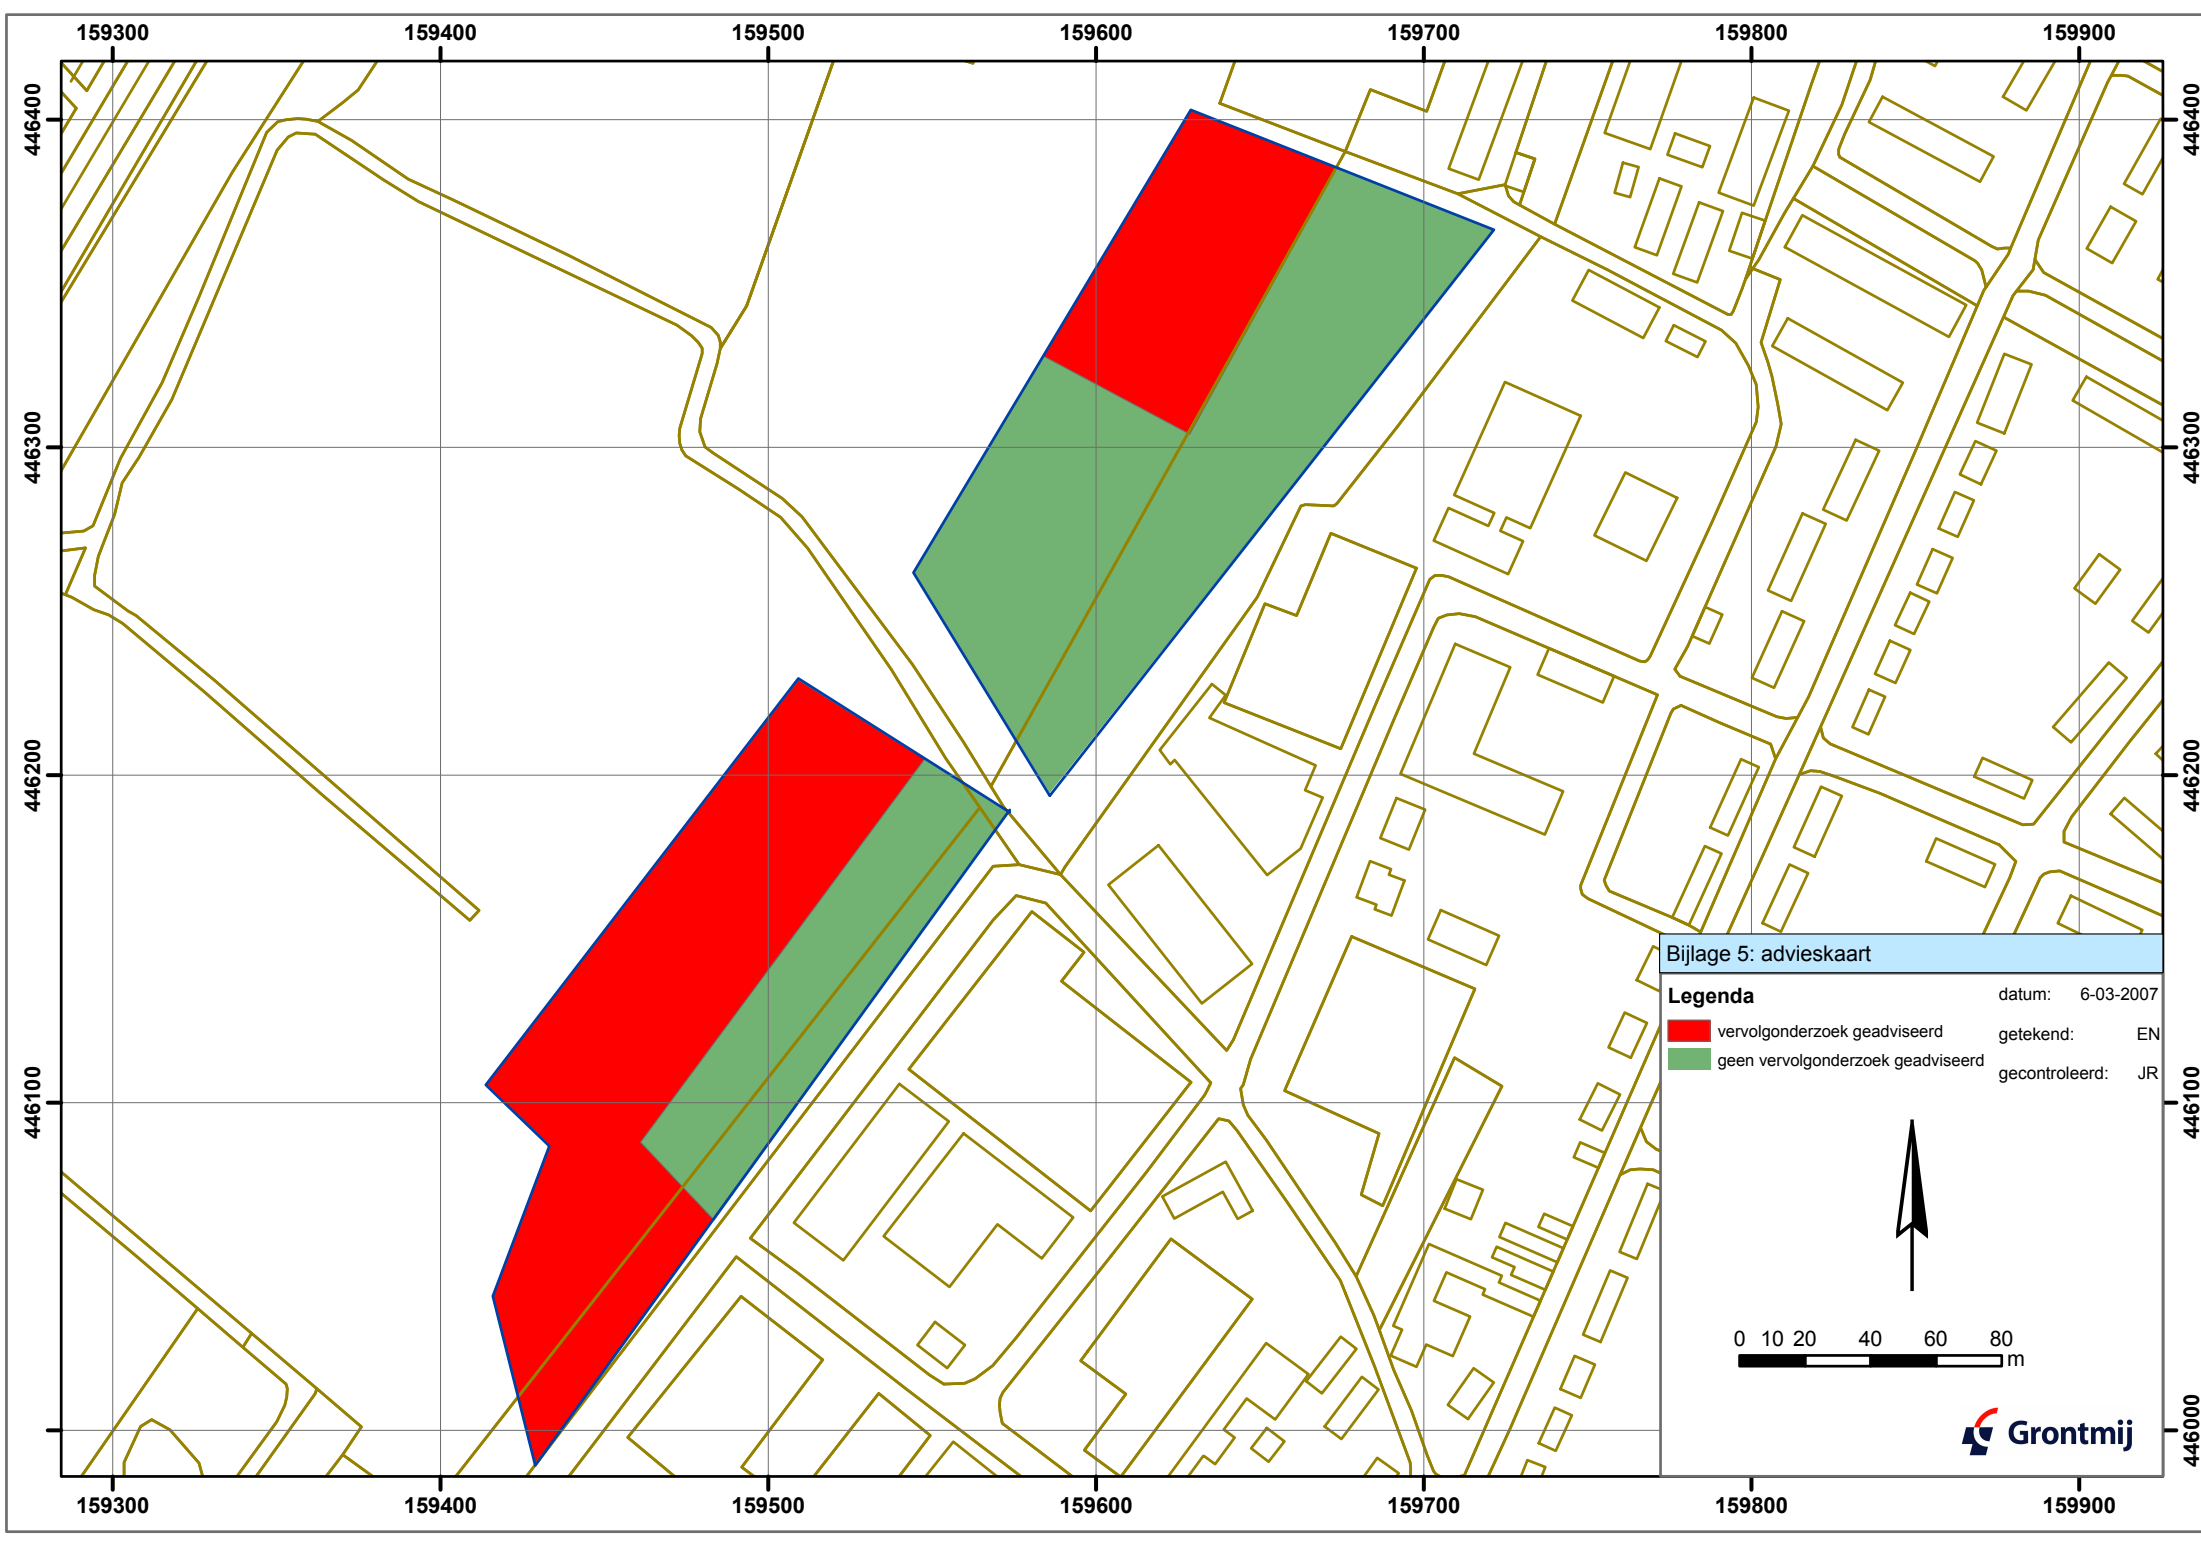 159300 159400 159500 159600 159700 159800 159900
446400 446400
446300 446300
446200 446200
446100 446100
446000 446000
Bijlage 5: advieskaart
Legenda
vervolgonderzoek geadviseerd
geen vervolgonderzoek geadviseerd
datum: 6-03-2007
getekend: EN
gecontroleerd: JR
0 10 20 40 60 80
m
Grontmij
159300 159400 159500 159600 159700 159800 159900